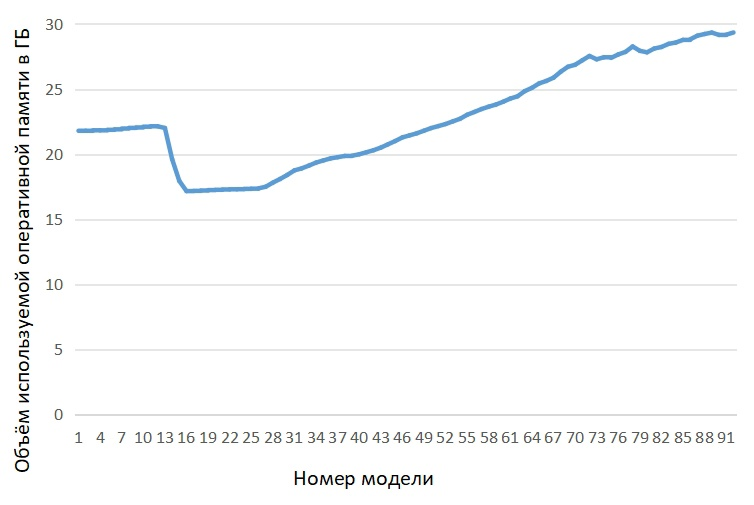 Объём используемой оперативной памяти в ГБ
30
25
20
15
10
5
0
1 4 7 10 13 16 19 22 25 28 31 34 37 40 43 46 49 52 55 58 61 64 67 70 73 76 79 82 85 88 91
Номер модели